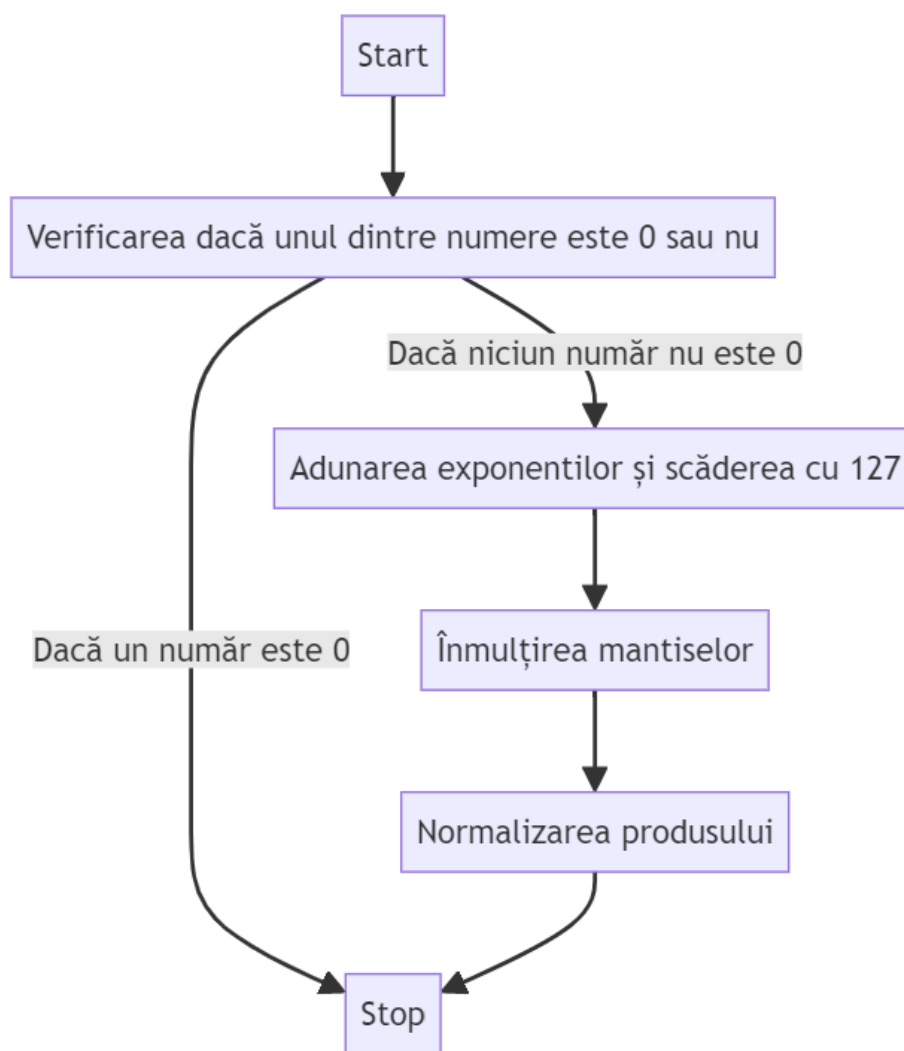 Start
Verificarea dacă unul dintre numere este 0 sau nu
Dacă niciun număr nu este 0
Adunarea exponentilor și scăderea cu 127
Dacă un număr este 0
Înmulțirea mantiselor
Normalizarea produsului
Stop